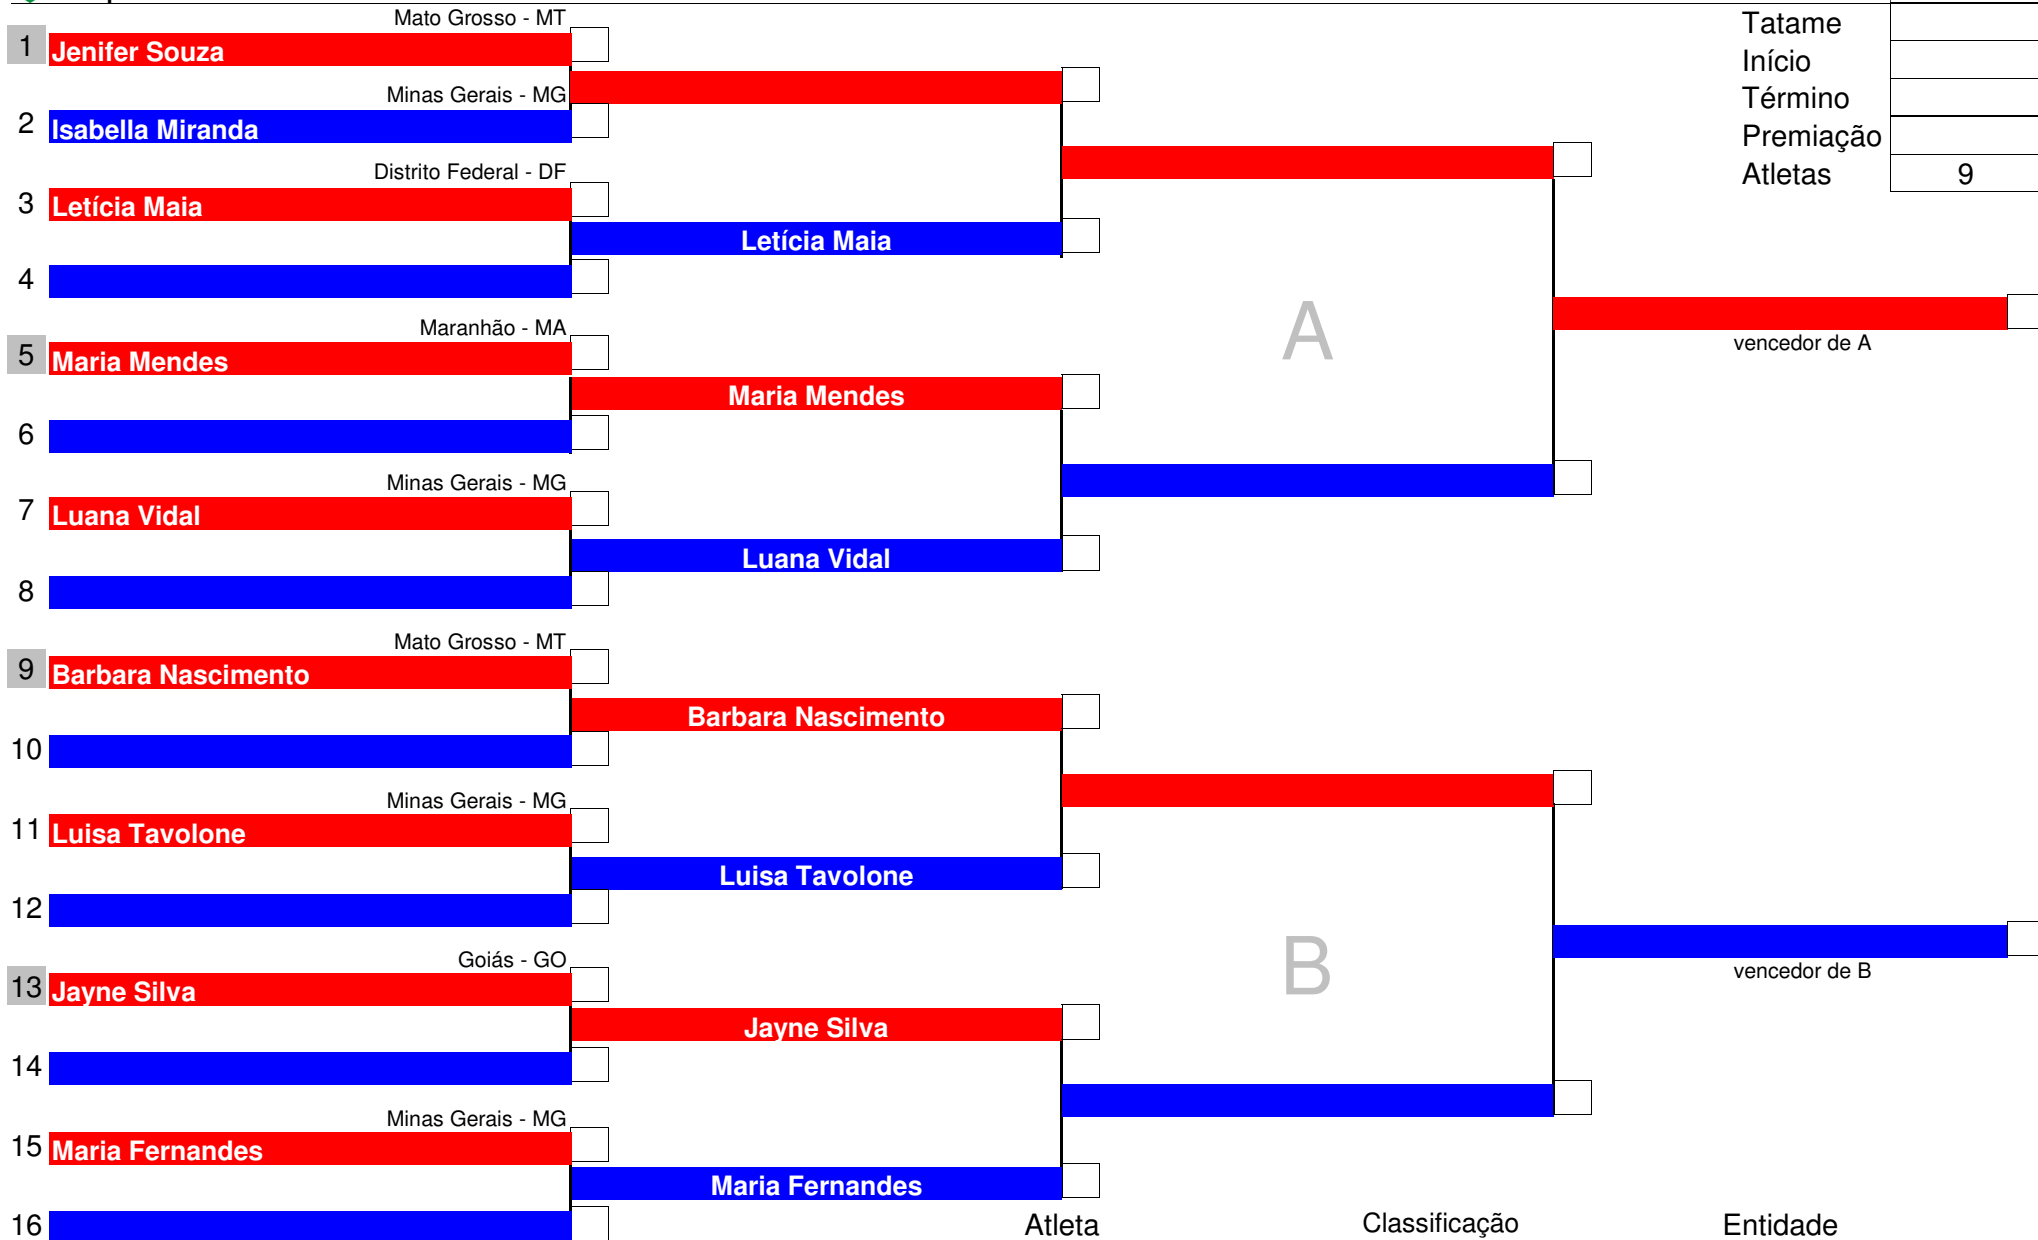 Mato Grosso - MT
1 Jenifer Souza
Minas Gerais - MG
2 Isabella Miranda
Distrito Federal - DF
3 Letícia Maia
Letícia Maia
4
Maranhão - MA
5 Maria Mendes
Maria Mendes
6
Minas Gerais - MG
7 Luana Vidal
Luana Vidal
8
Mato Grosso - MT
9 Barbara Nascimento
Barbara Nascimento
10
Minas Gerais - MG
11 Luisa Tavolone
Luisa Tavolone
12
Goiás - GO
13 Jayne Silva
Jayne Silva
14
Minas Gerais - MG
15 Maria Fernandes
Maria Fernandes
16
A
B
vencedor de A
vencedor de B
Tatame
Início
Término
Premiação
Atletas 9
Atleta Classificação Entidade